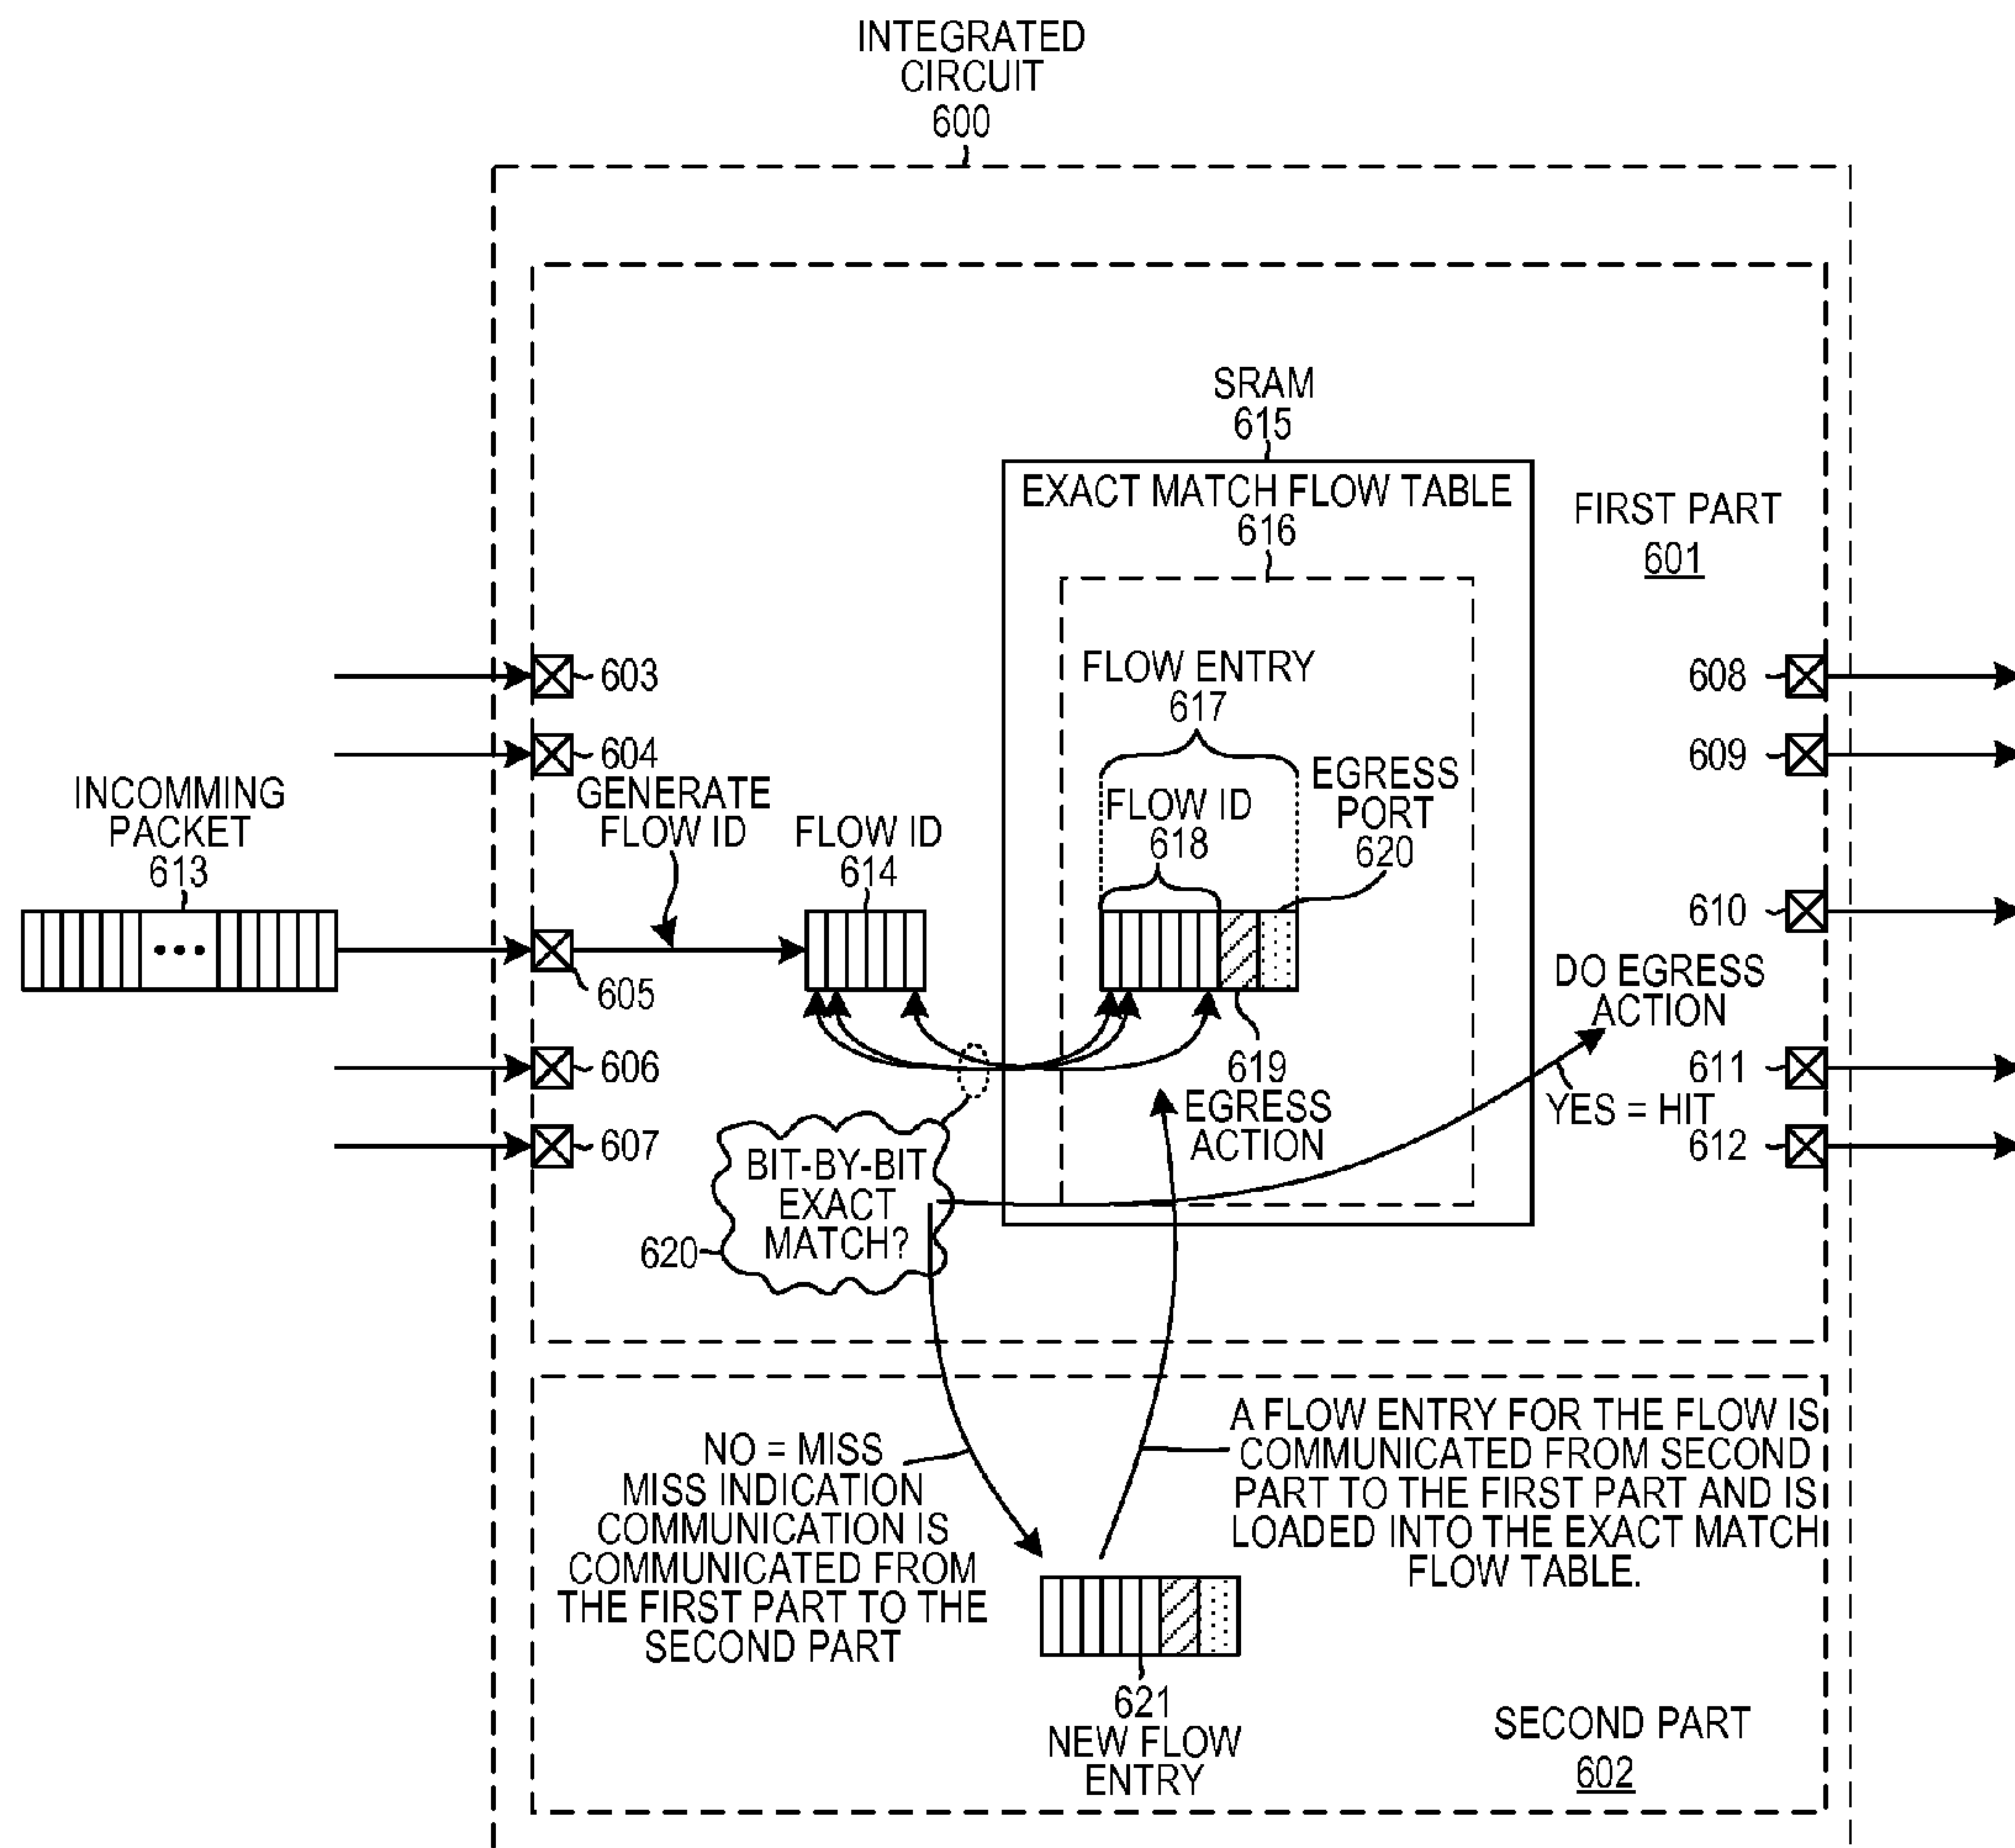 INTEGRATED
CIRCUIT
600
SRAM
615
EXACT MATCH FLOW TABLE
616
FIRST PART
601
603
604
605
606
607
608
609
610
611
612
INCOMMING
PACKET
613
GENERATE
FLOW ID
FLOW ID
614
FLOW ENTRY
617
FLOW ID
618
EGRESS
PORT
620
619
EGRESS
ACTION
DO EGRESS
ACTION
YES = HIT
BIT-BY-BIT
EXACT
MATCH?
620
NO = MISS
MISS INDICATION
COMMUNICATION IS
COMMUNICATED FROM
THE FIRST PART TO THE
SECOND PART
A FLOW ENTRY FOR THE FLOW IS
COMMUNICATED FROM SECOND
PART TO THE FIRST PART AND IS
LOADED INTO THE EXACT MATCH
FLOW TABLE.
621
NEW FLOW
ENTRY
SECOND PART
602